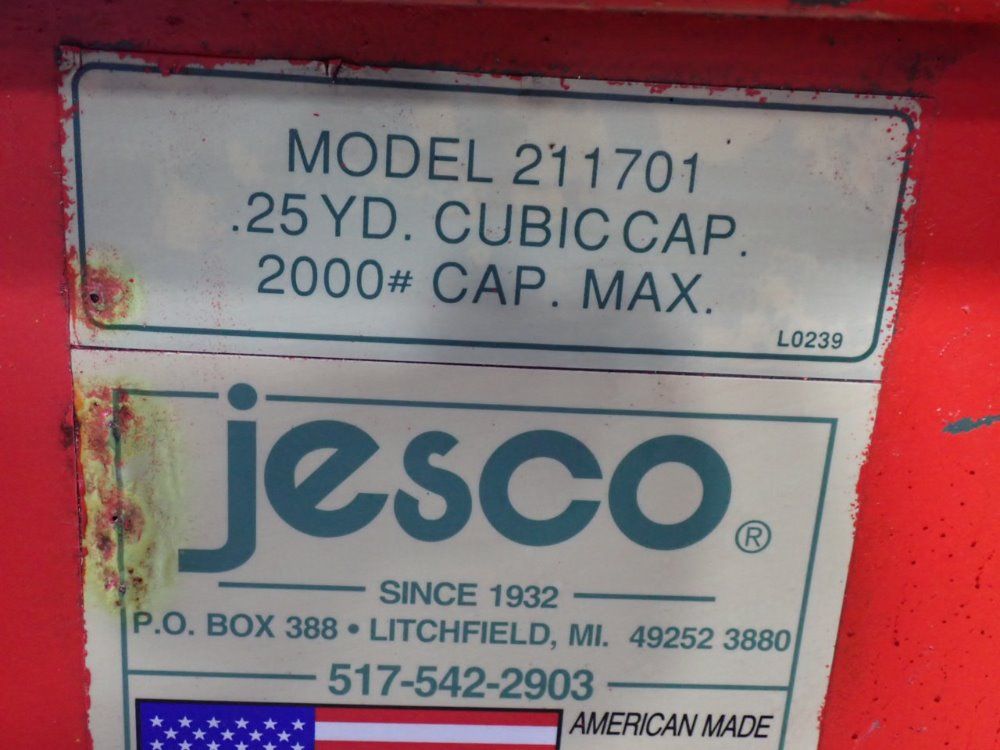 MODEL 211701
.25 YD. CUBIC CAP.
2000# CAP. MAX.
L0239
jesco®
SINCE 1932
P.O. BOX 388 • LITCHFIELD, MI. 49252 3880
517-542-2903
AMERICAN MADE